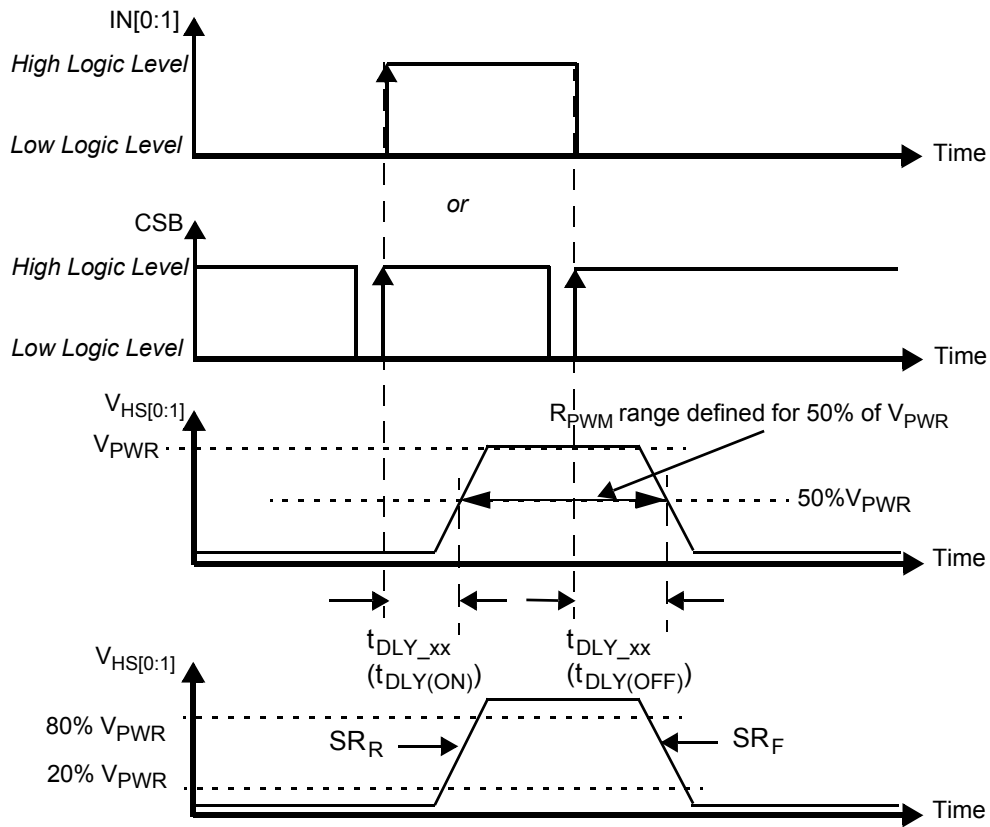 IN[0:1]
High Logic Level
Low Logic Level
Time
or
CSB
High Logic Level
Low Logic Level
Time
VHS[0:1]
RPWM range defined for 50% of VPWR
VPWR
50%VPWR
Time
tDLY_xx
(tDLY(ON))
tDLY_xx
(tDLY(OFF))
VHS[0:1]
80% VPWR
SRR
SRF
20% VPWR
Time